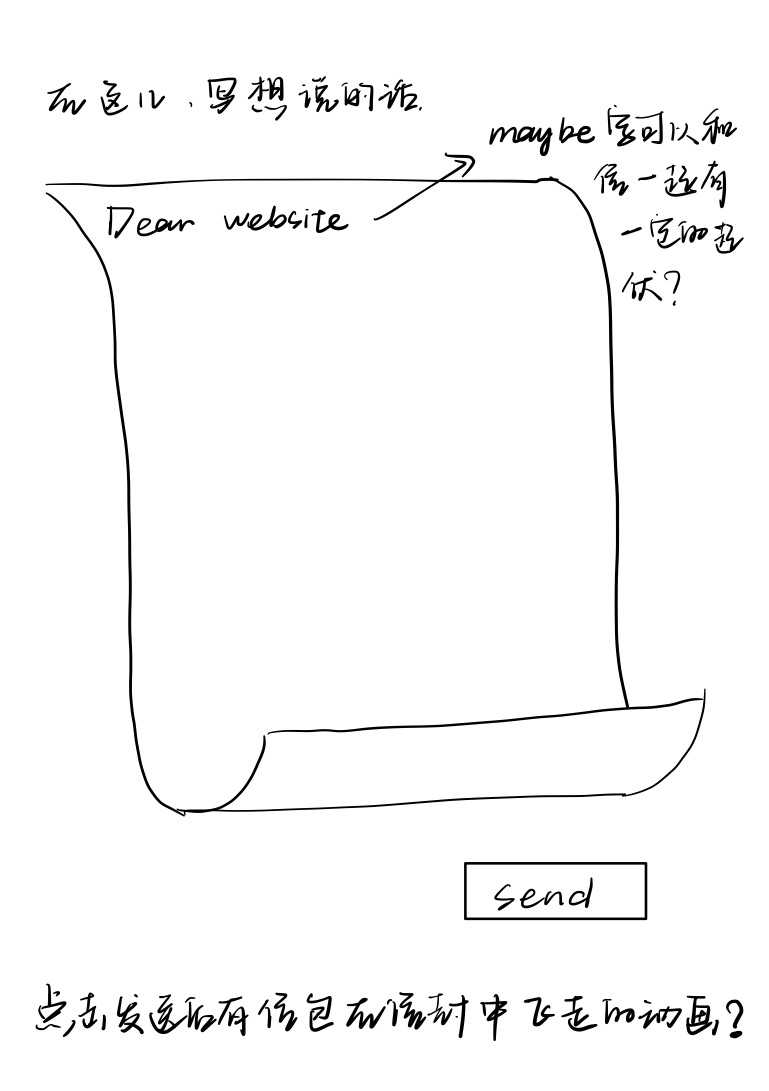 在这儿、写想说的话.
maybe 字可以和
信一起有
一定的起
伏?
Dear website
send
点击发送后有信包在信封中飞走的动画?